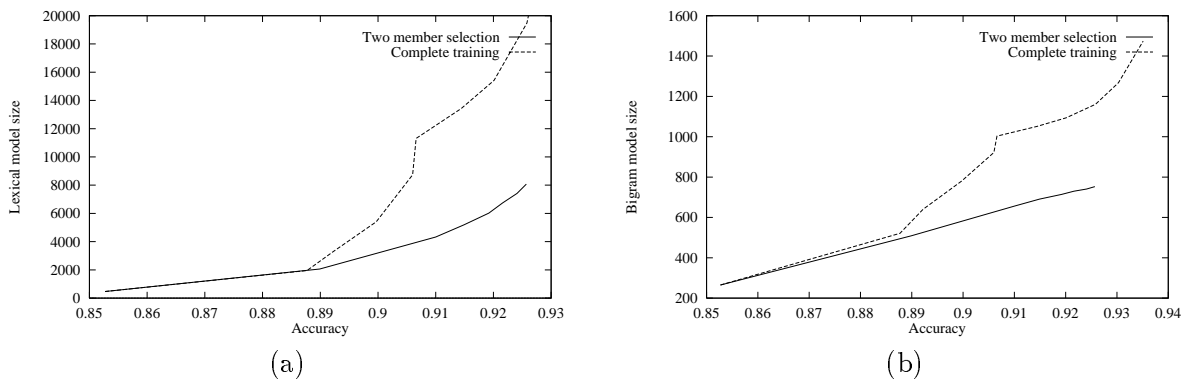 20000
18000
16000
14000
12000
10000
8000
6000
4000
2000
0
Lexical model size
Two member selection
Complete training
0.85 0.86 0.87 0.88 0.89 0.9 0.91 0.92 0.93
Accuracy
(a)
1600
1400
1200
1000
800
600
400
200
Bigram model size
Two member selection
Complete training
0.85 0.86 0.87 0.88 0.89 0.9 0.91 0.92 0.93 0.94
Accuracy
(b)